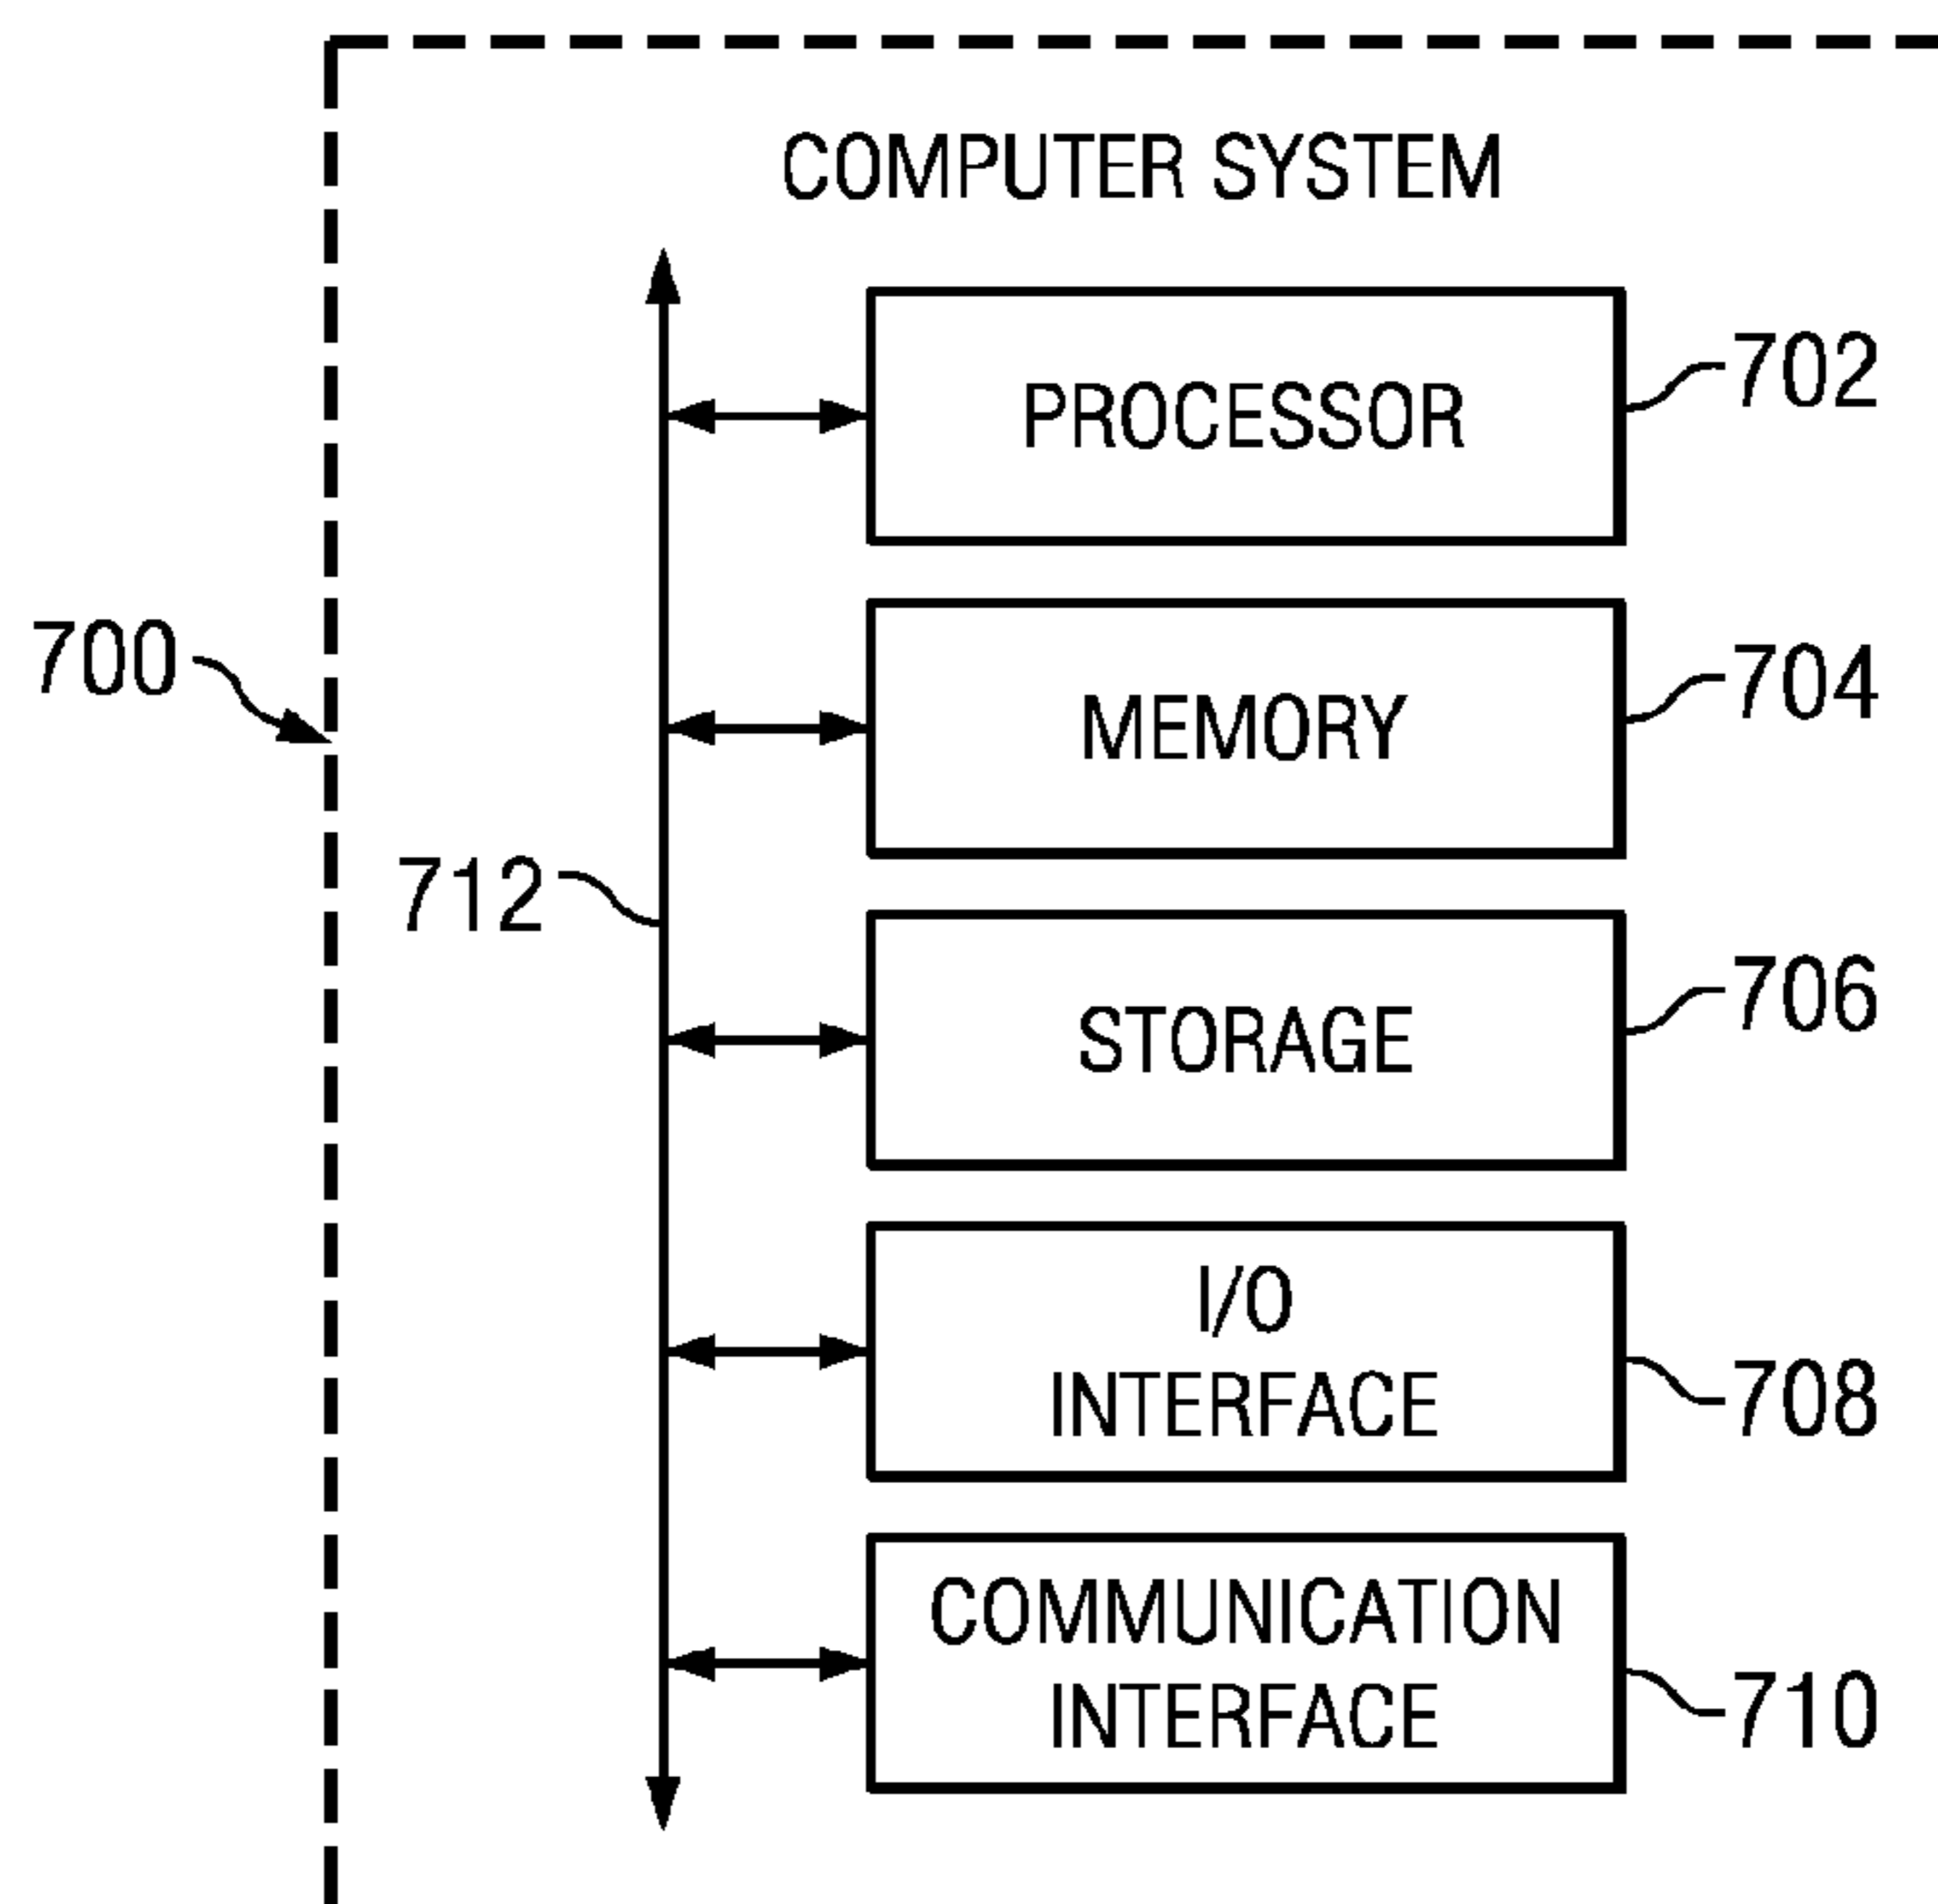 COMPUTER SYSTEM
PROCESSOR
702
700
MEMORY
704
712
STORAGE
706
I/O
INTERFACE
708
COMMUNICATION
INTERFACE
710